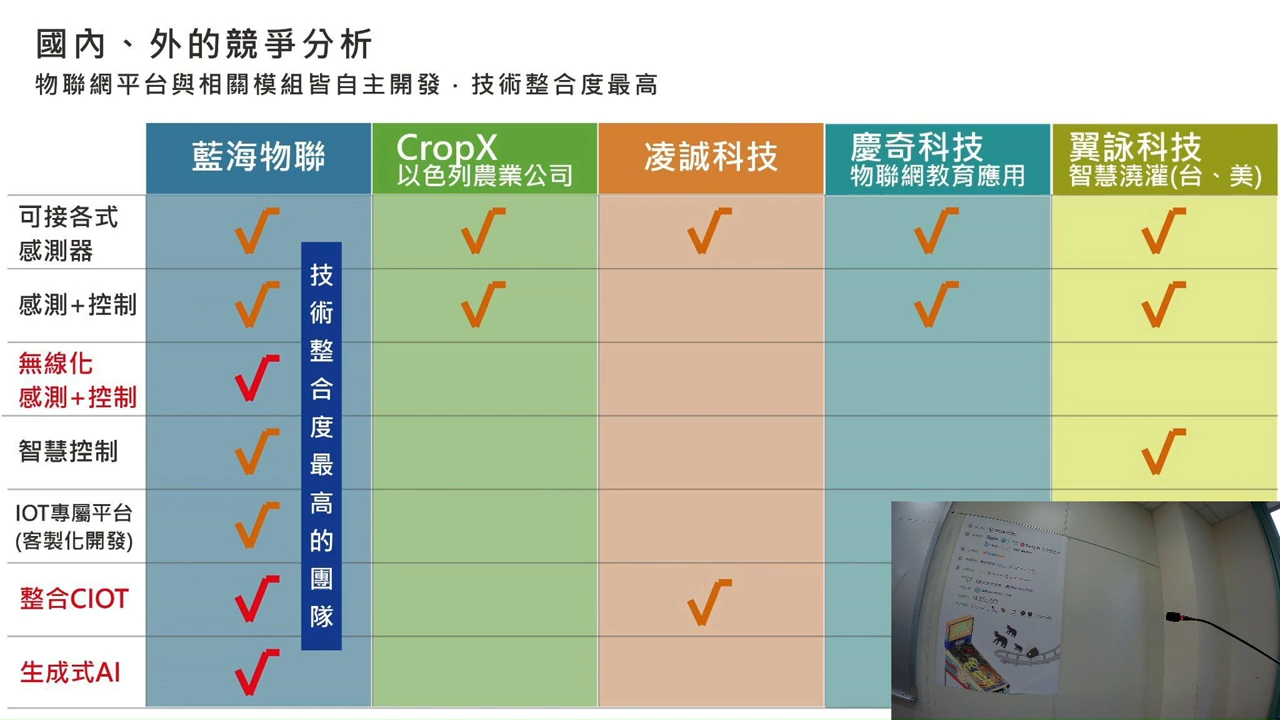 國內、外的競爭分析
物聯網平台與相關模組皆自主開發．技術整合度最高
藍海物聯
CropX
以色列農業公司
凌誠科技
慶奇科技
物聯網教育應用
翼詠科技
智慧澆灌(台、美)
可接各式
感測器
感測+控制
無線化
感測+控制
智慧控制
IOT專屬平台
(客製化開發)
整合CIOT
生成式AI
技術整合度最高的團隊